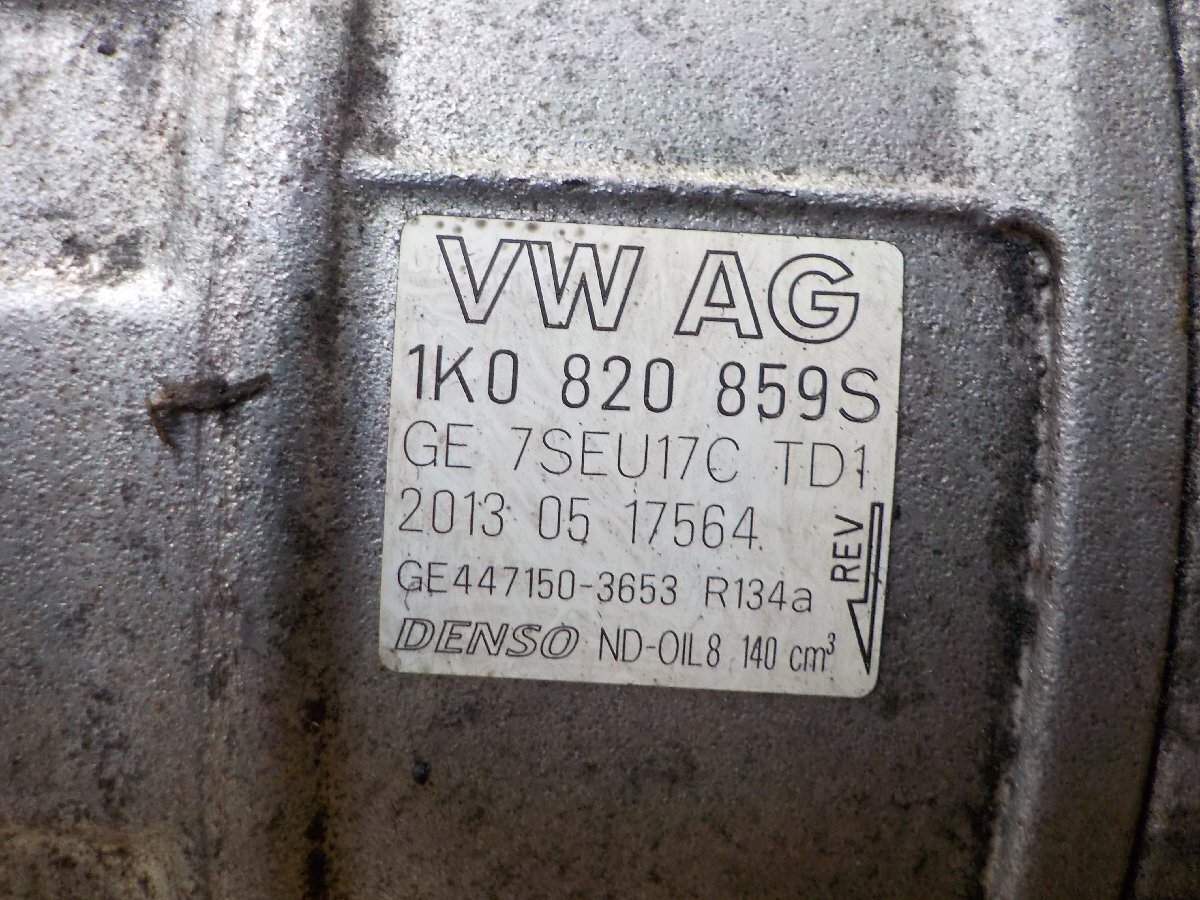 VW AG
1K0 820 859S
GE 7SEU17C TD1
2013 05 17564
REV
GE447150-3653 R134a
DENSO ND-OIL8 140 cm³